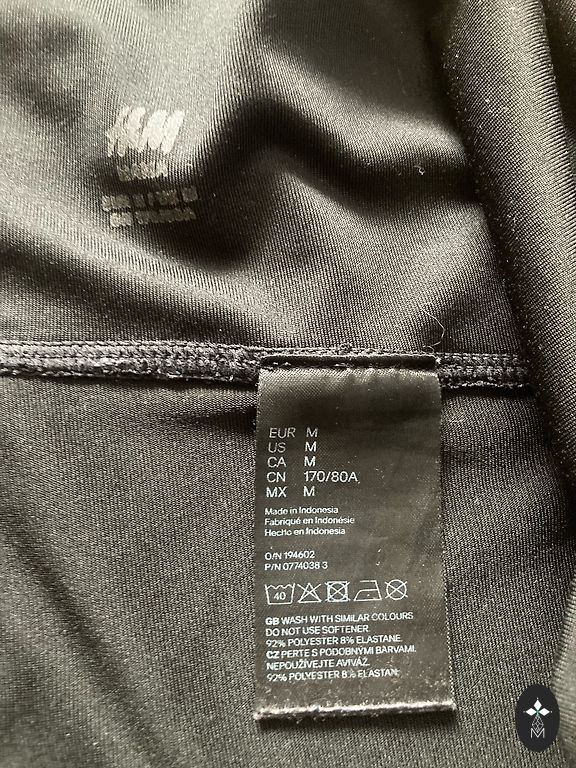 H&M
EUR M
US M
CA M
CN 170/80A
MX M
Made in Indonesia
Fabriqué en Indonésie
Hecho en Indonesia
O/N 194602
P/N 0774038 3
40
GB WASH WITH SIMILAR COLOURS.
DO NOT USE SOFTENER.
92% POLYESTER 8% ELASTANE.
CZ PERTE S PODOBNÝMI BARVAMI.
NEPOUŽÍVEJTE AVIVÁŽ.
92% POLYESTER 8% ELASTAN.
M